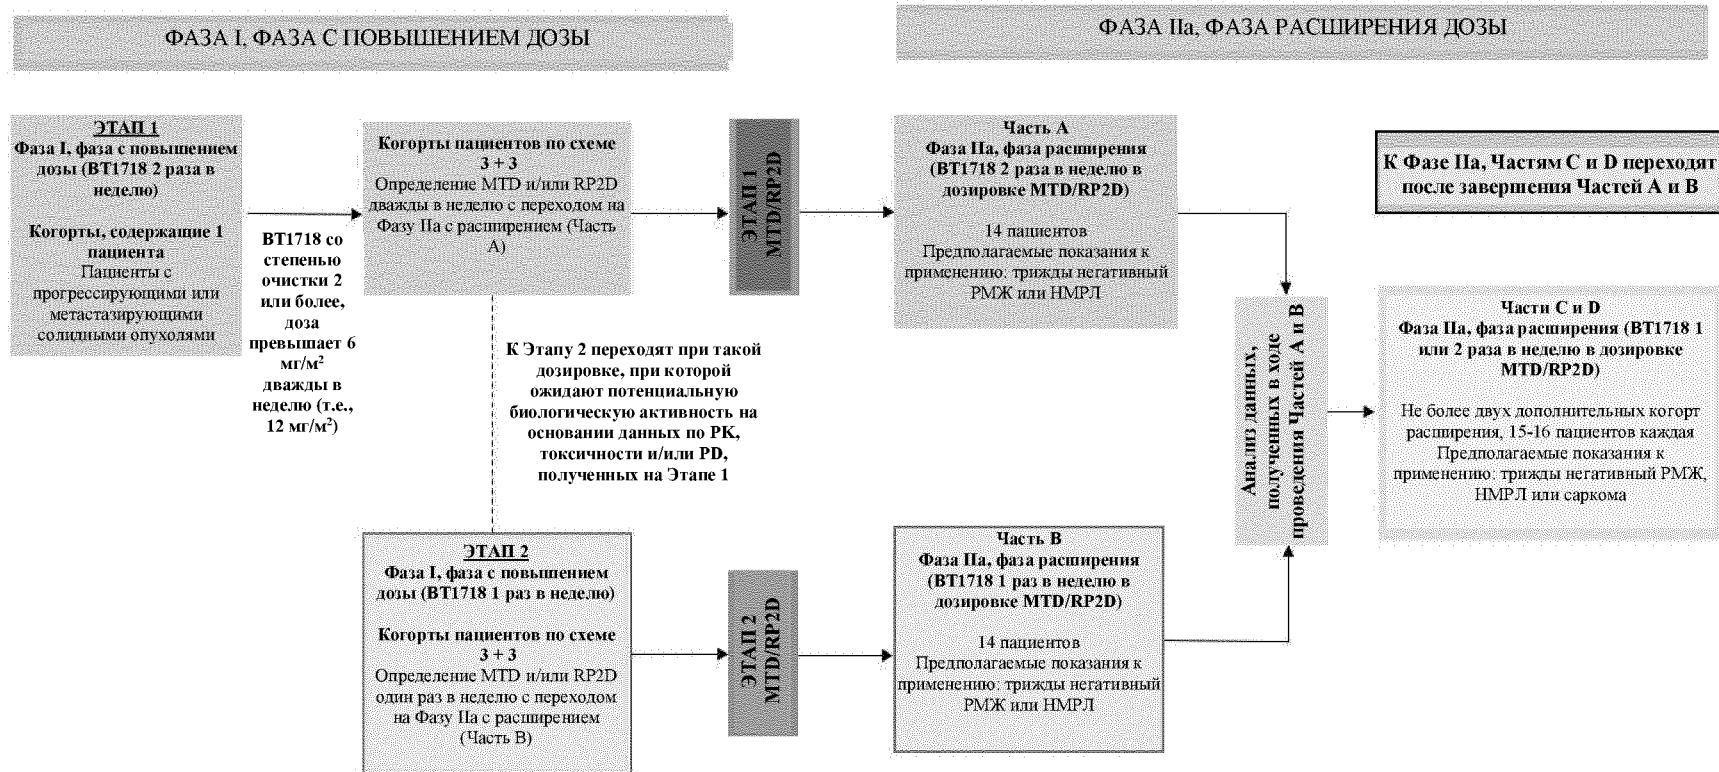 ФАЗА I, ФАЗА С ПОВЫШЕНИЕМ ДОЗЫ
ФАЗА IIa, ФАЗА РАСШИРЕНИЯ ДОЗЫ
ЭТАП 1
Фаза I, фаза с повышением
дозы (BT1718 2 раза в
неделю)
Когорты, содержащие 1
пациента
Пациенты с
прогрессирующими или
метастазирующими
солидными опухолями
BT1718 со
степенью
очистки 2
или более,
доза
превышает 6
мг/м²
дважды в
неделю (т.е.,
12 мг/м²)
Когорты пациентов по схеме
3 + 3
Определение MTD и/или RP2D
дважды в неделю с переходом на
Фазу IIa с расширением (Часть
A)
ЭТАП 1
MTD/RP2D
Часть A
Фаза IIa, фаза расширения
(BT1718 2 раза в неделю в
дозировке MTD/RP2D)
14 пациентов
Предполагаемые показания к
применению: трижды негативный
РМЖ или НМРЛ
К Фазе IIa, Частям C и D переходят
после завершения Частей A и B
К Этапу 2 переходят при такой
дозировке, при которой
ожидают потенциальную
биологическую активность на
основании данных по PK,
токсичности и/или PD,
полученных на Этапе 1
Анализ данных,
полученных в ходе
проведения Частей A и B
Части C и D
Фаза IIa, фаза расширения (BT1718 1
или 2 раза в неделю в дозировке
MTD/RP2D)
Не более двух дополнительных когорт
расширения, 15-16 пациентов каждая
Предполагаемые показания к
применению: трижды негативный РМЖ,
НМРЛ или саркома
ЭТАП 2
Фаза I, фаза с повышением
дозы (BT1718 1 раз в неделю)
Когорты пациентов по схеме
3 + 3
Определение MTD и/или RP2D
один раз в неделю с переходом
на Фазу IIa с расширением
(Часть B)
ЭТАП 2
MTD/RP2D
Часть B
Фаза IIa, фаза расширения
(BT1718 1 раз в неделю в
дозировке MTD/RP2D)
14 пациентов
Предполагаемые показания к
применению: трижды негативный
РМЖ или НМРЛ